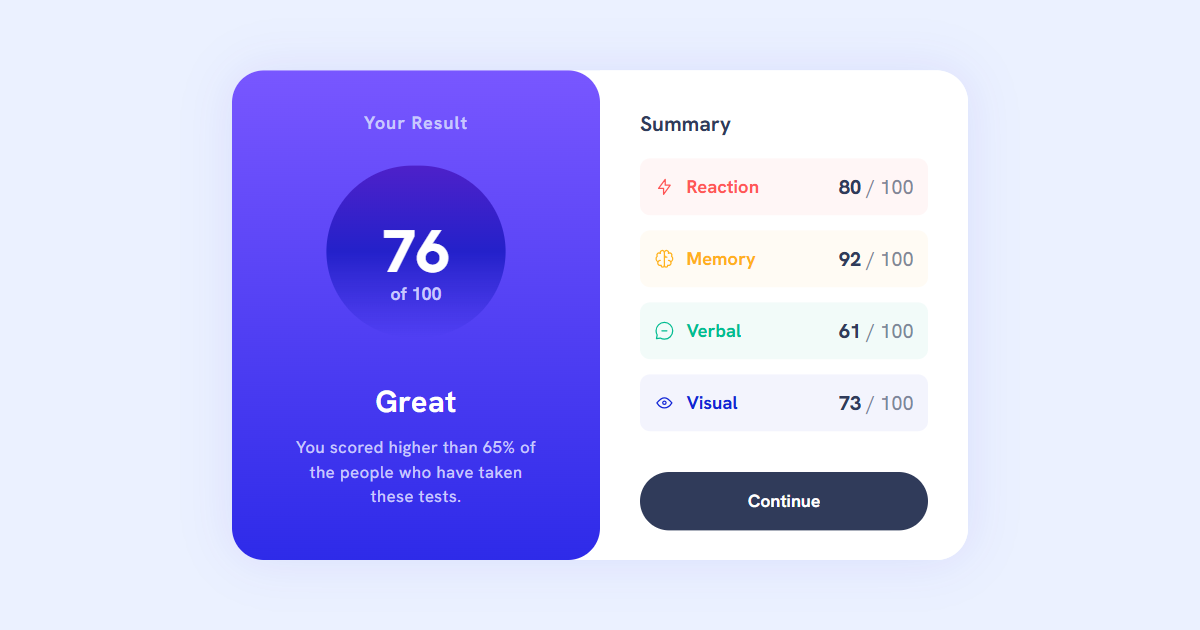 Your Result
76
of 100
Great
You scored higher than 65% of
the people who have taken
these tests.
Summary
Reaction 80 / 100
Memory 92 / 100
Verbal 61 / 100
Visual 73 / 100
Continue